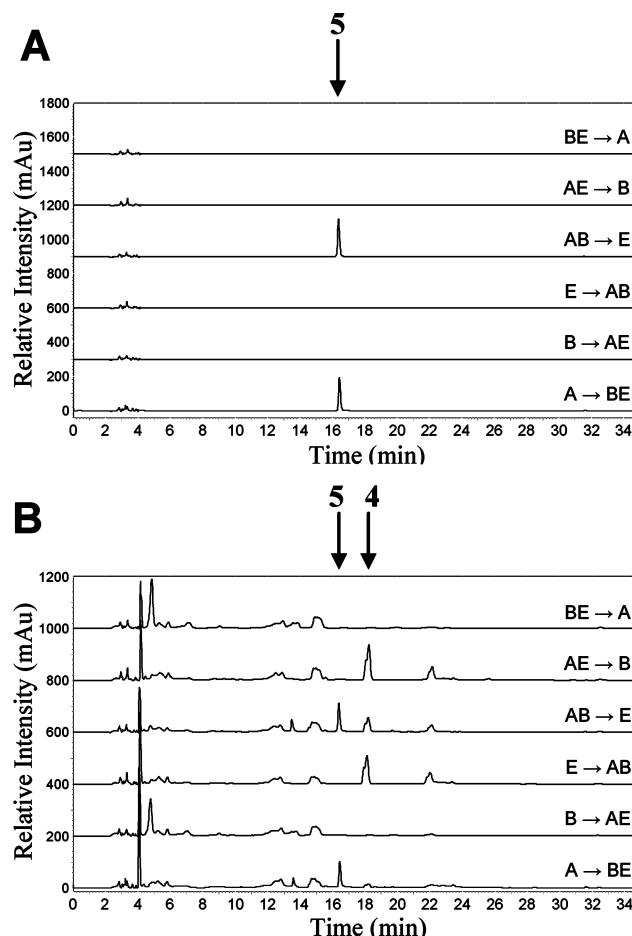 A
5
1800
1600
1400
1200
1000
800
600
400
200
0
Relative Intensity (mAu)
BE → A
AE → B
AB → E
E → AB
B → AE
A → BE
0 2 4 6 8 10 12 14 16 18 20 22 24 26 28 30 32 34
Time (min)
B
5 4
1200
1000
800
600
400
200
0
Relative Intensity (mAu)
BE → A
AE → B
AB → E
E → AB
B → AE
A → BE
0 2 4 6 8 10 12 14 16 18 20 22 24 26 28 30 32 34
Time (min)